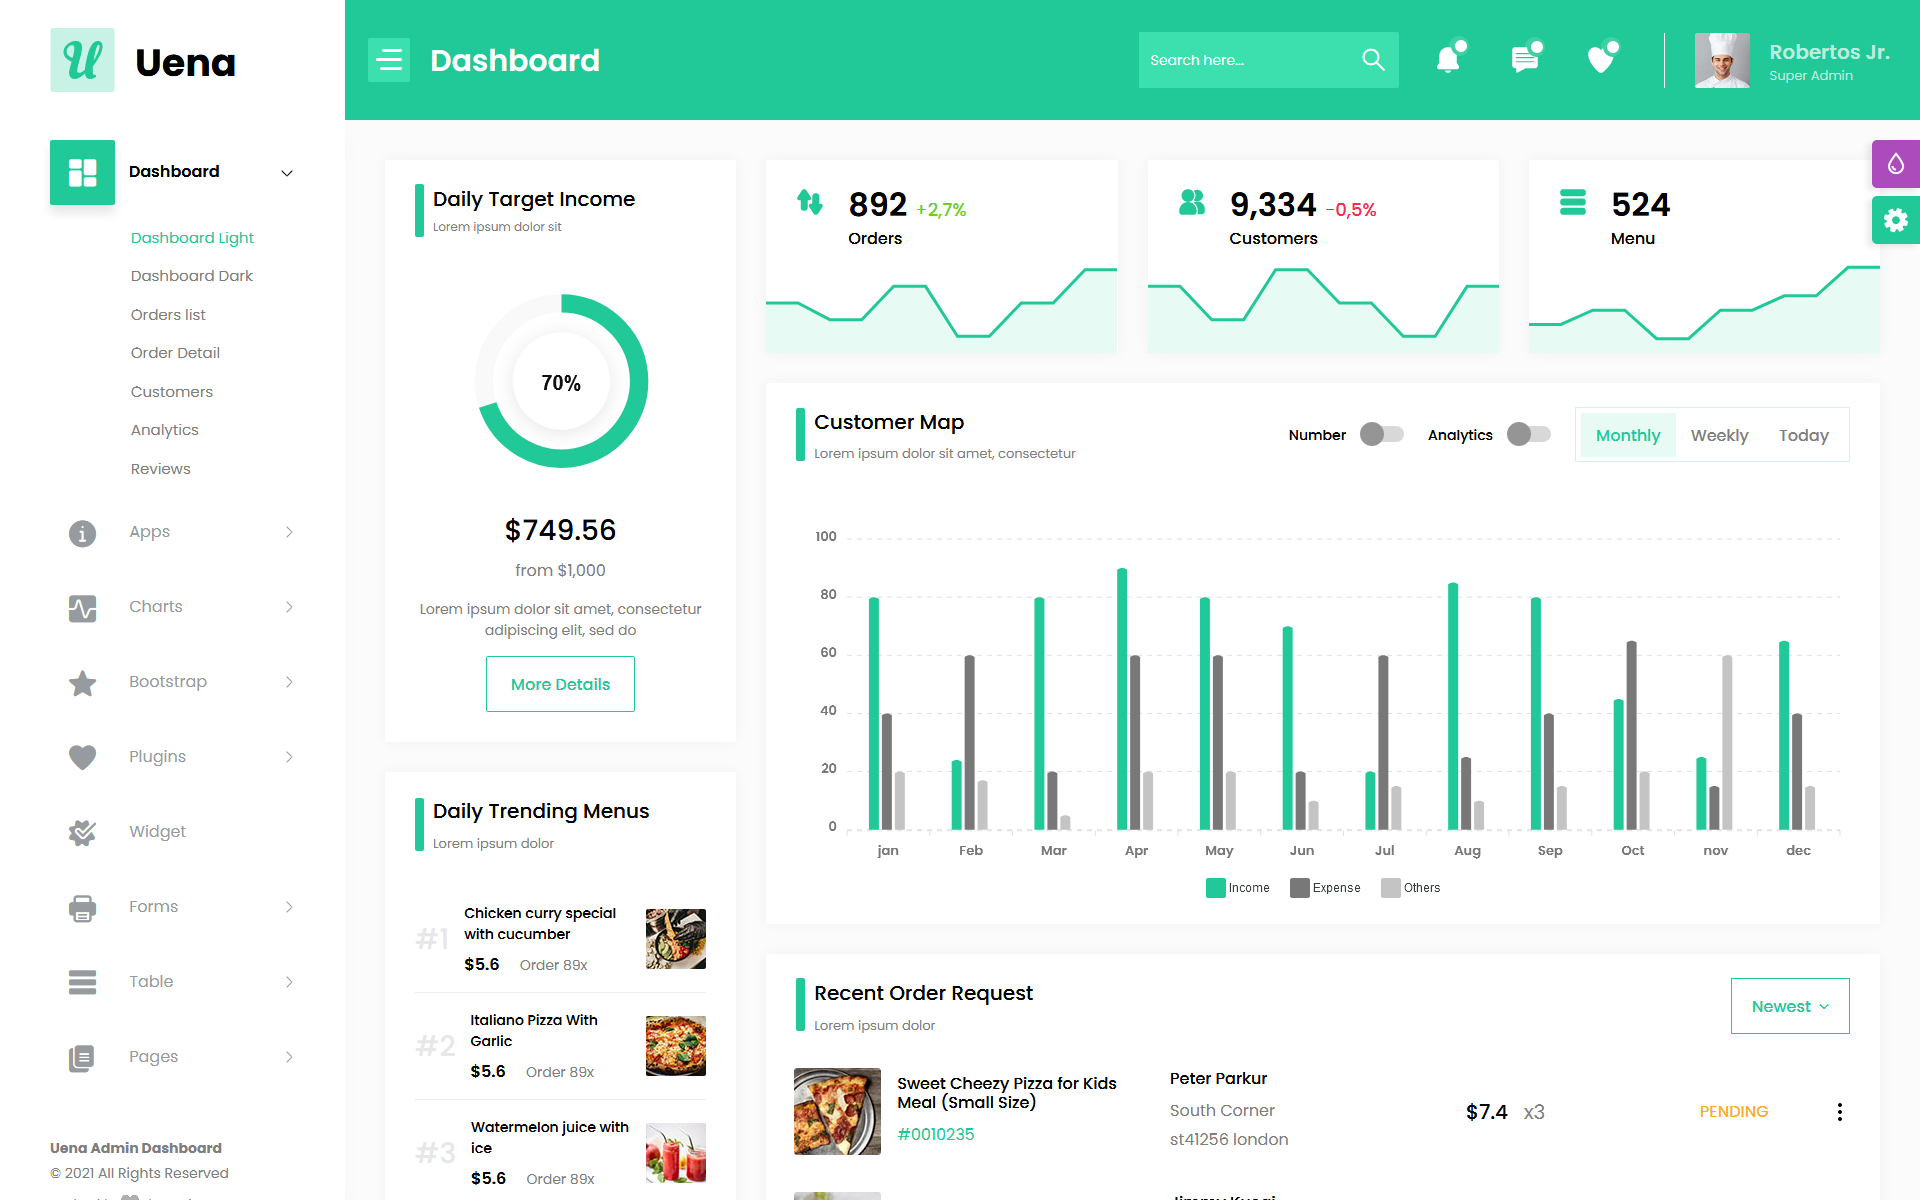 Uena
Dashboard
Search here...
Robertos Jr.
Super Admin
Dashboard
Dashboard Light
Dashboard Dark
Orders list
Order Detail
Customers
Analytics
Reviews
Apps
Charts
Bootstrap
Plugins
Widget
Forms
Table
Pages
Uena Admin Dashboard
© 2021 All Rights Reserved
Daily Target Income
Lorem ipsum dolor sit
70%
$749.56
from $1,000
Lorem ipsum dolor sit amet, consectetur
adipiscing elit, sed do
More Details
Daily Trending Menus
Lorem ipsum dolor
#1
Chicken curry special
with cucumber
$5.6 Order 89x
#2
Italiano Pizza With
Garlic
$5.6 Order 89x
#3
Watermelon juice with
ice
$5.6 Order 89x
892 +2,7%
Orders
9,334 -0,5%
Customers
524
Menu
Customer Map
Lorem ipsum dolor sit amet, consectetur
Number
Analytics
Monthly Weekly Today
100
80
60
40
20
0
jan Feb Mar Apr May Jun Jul Aug Sep Oct nov dec
Income Expense Others
Recent Order Request
Lorem ipsum dolor
Newest
Sweet Cheezy Pizza for Kids
Meal (Small Size)
#0010235
Peter Parkur
South Corner
st41256 london
$7.4 x3
PENDING